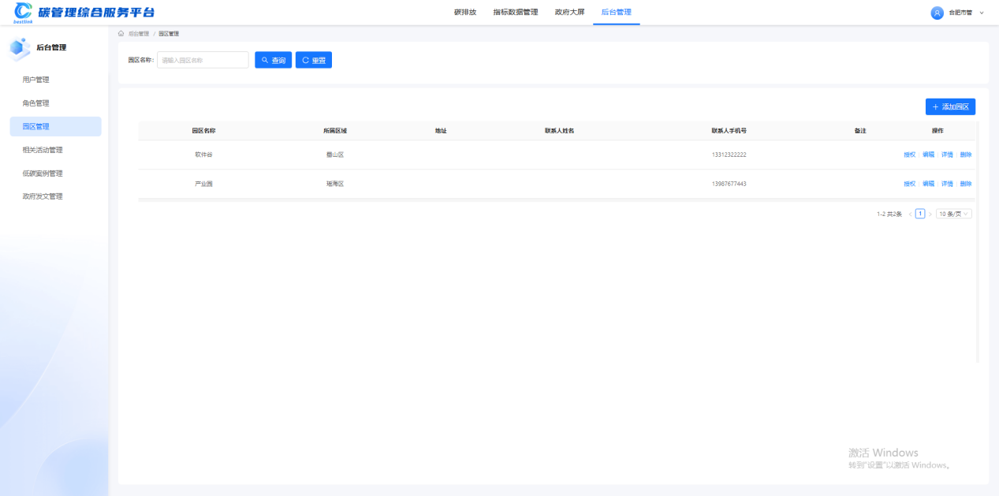 bestlink
碳管理综合服务平台 碳排放 指标数据管理 政府大屏 后台管理 合肥市管
后台管理
后台管理 / 园区管理
用户管理
角色管理
园区管理
相关活动管理
低碳案例管理
政府发文管理
园区名称: 请输入园区名称 查询 重置
+ 添加园区
园区名称 所属区域 地址 联系人姓名 联系人手机号 备注 操作
软件谷 蜀山区 13312322222 授权 编辑 详情 删除
产业园 瑶海区 13987677443 授权 编辑 详情 删除
1-2 共2条 < 1 > 10 条/页
激活 Windows
转到"设置"以激活 Windows。